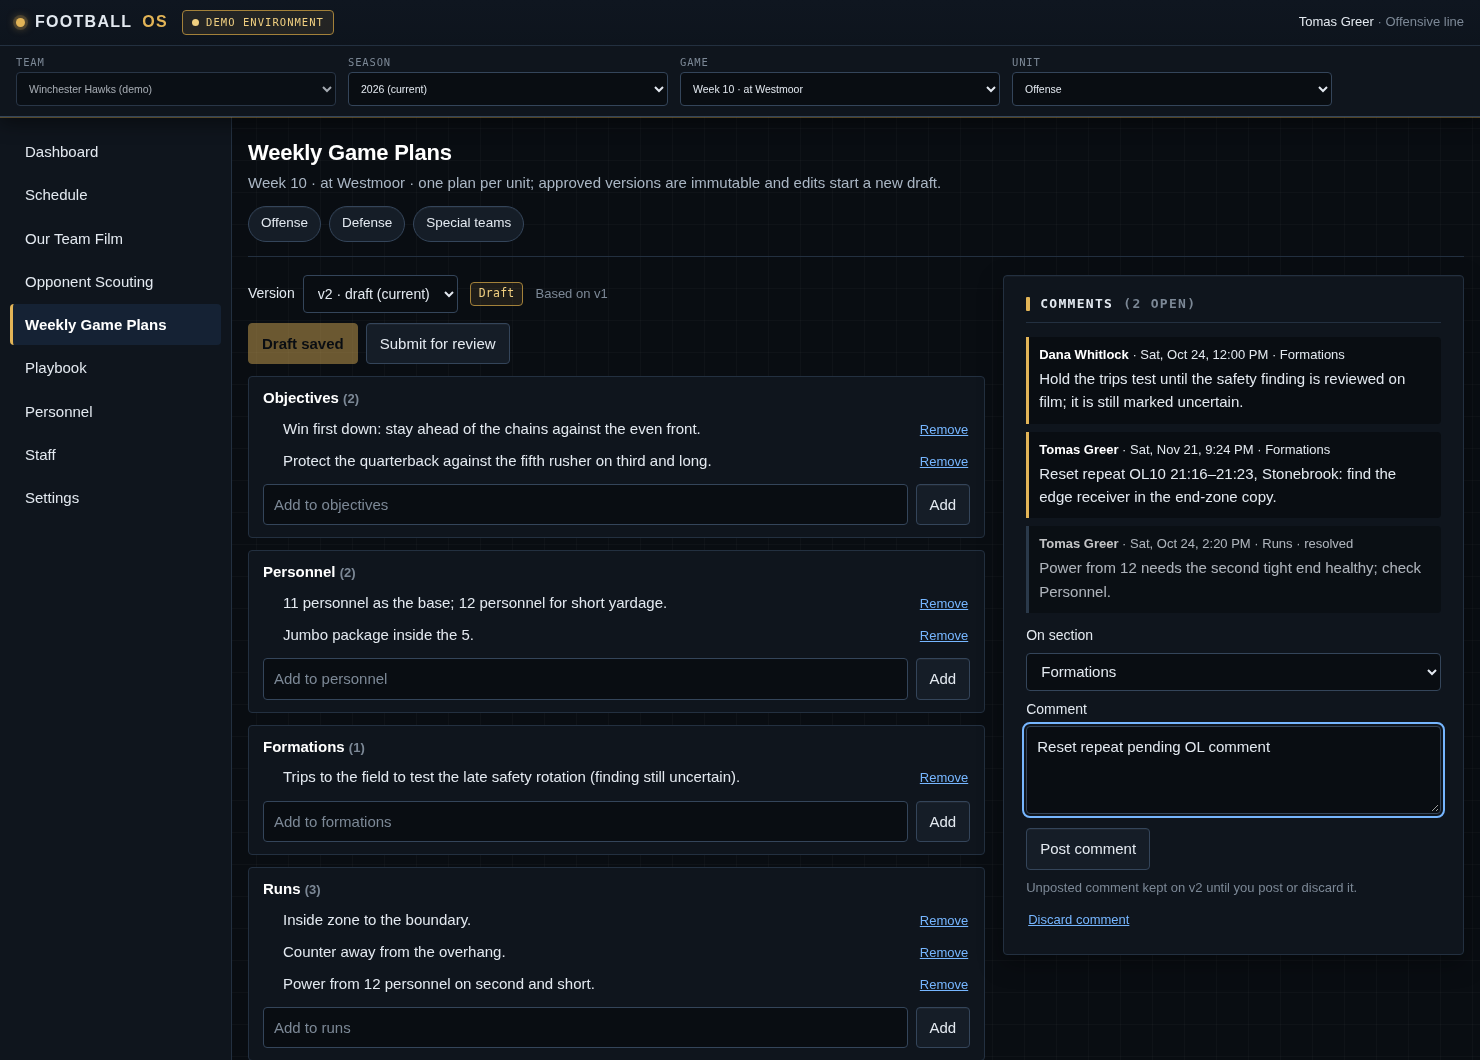 FOOTBALL OS
DEMO ENVIRONMENT
Tomas Greer · Offensive line
TEAM
Winchester Hawks (demo)
SEASON
2026 (current)
GAME
Week 10 · at Westmoor
UNIT
Offense
Dashboard
Schedule
Our Team Film
Opponent Scouting
Weekly Game Plans
Playbook
Personnel
Staff
Settings
Weekly Game Plans
Week 10 · at Westmoor · one plan per unit; approved versions are immutable and edits start a new draft.
Offense
Defense
Special teams
Version
v2 · draft (current)
Draft
Based on v1
Draft saved
Submit for review
Objectives (2)
Win first down: stay ahead of the chains against the even front.
Remove
Protect the quarterback against the fifth rusher on third and long.
Remove
Add to objectives
Add
Personnel (2)
11 personnel as the base; 12 personnel for short yardage.
Remove
Jumbo package inside the 5.
Remove
Add to personnel
Add
Formations (1)
Trips to the field to test the late safety rotation (finding still uncertain).
Remove
Add to formations
Add
Runs (3)
Inside zone to the boundary.
Remove
Counter away from the overhang.
Remove
Power from 12 personnel on second and short.
Remove
Add to runs
Add
COMMENTS (2 OPEN)
Dana Whitlock · Sat, Oct 24, 12:00 PM · Formations
Hold the trips test until the safety finding is reviewed on
film; it is still marked uncertain.
Tomas Greer · Sat, Nov 21, 9:24 PM · Formations
Reset repeat OL10 21:16–21:23, Stonebrook: find the
edge receiver in the end-zone copy.
Tomas Greer · Sat, Oct 24, 2:20 PM · Runs · resolved
Power from 12 needs the second tight end healthy; check
Personnel.
On section
Formations
Comment
Reset repeat pending OL comment
Post comment
Unposted comment kept on v2 until you post or discard it.
Discard comment